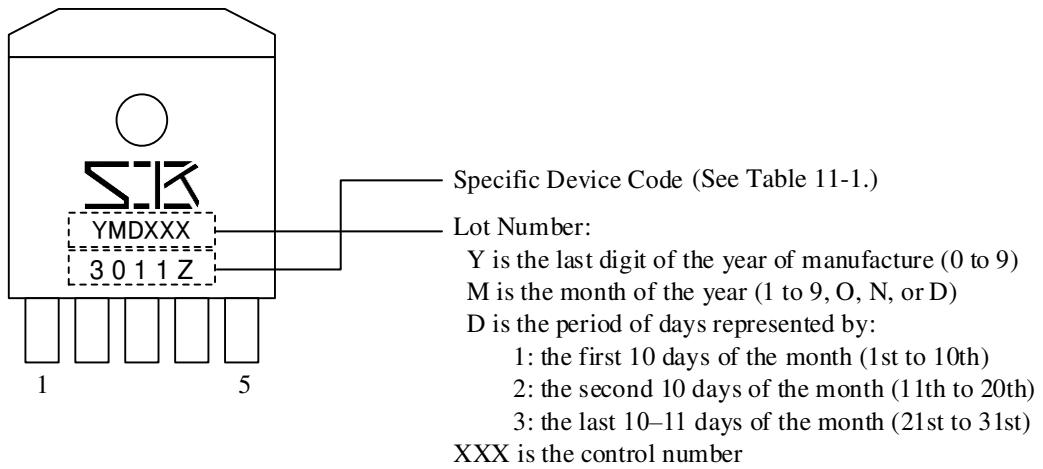 SK
YMDXXX
3011Z
1 5
Specific Device Code (See Table 11-1.)
Lot Number:
Y is the last digit of the year of manufacture (0 to 9)
M is the month of the year (1 to 9, O, N, or D)
D is the period of days represented by:
1: the first 10 days of the month (1st to 10th)
2: the second 10 days of the month (11th to 20th)
3: the last 10–11 days of the month (21st to 31st)
XXX is the control number